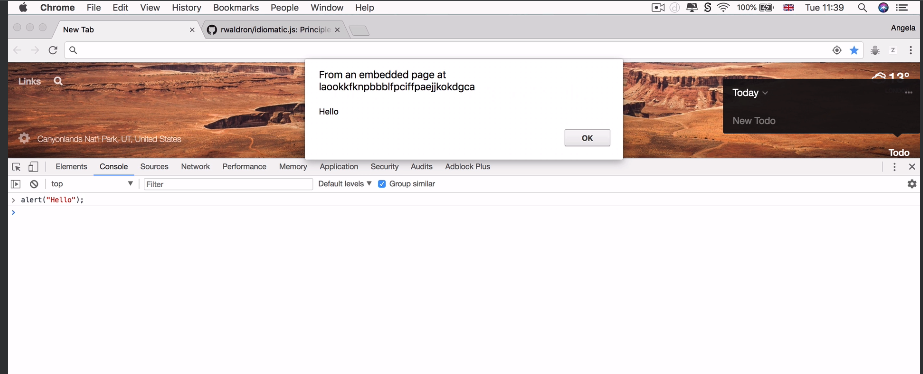 Chrome File Edit View History Bookmarks People Window Help 100% Tue 11:39
New Tab rwaldron/idiomatic.js: Principle Angela
Links
13°
From an embedded page at
laookkfknpbbblfpciffpaejjkokdgca
Hello
OK
Today
New Todo
Canyonlands Nat'l Park, UT, United States
Todo
Elements Console Sources Network Performance Memory Application Security Audits Adblock Plus
top Filter Default levels Group similar
> alert("Hello");
>